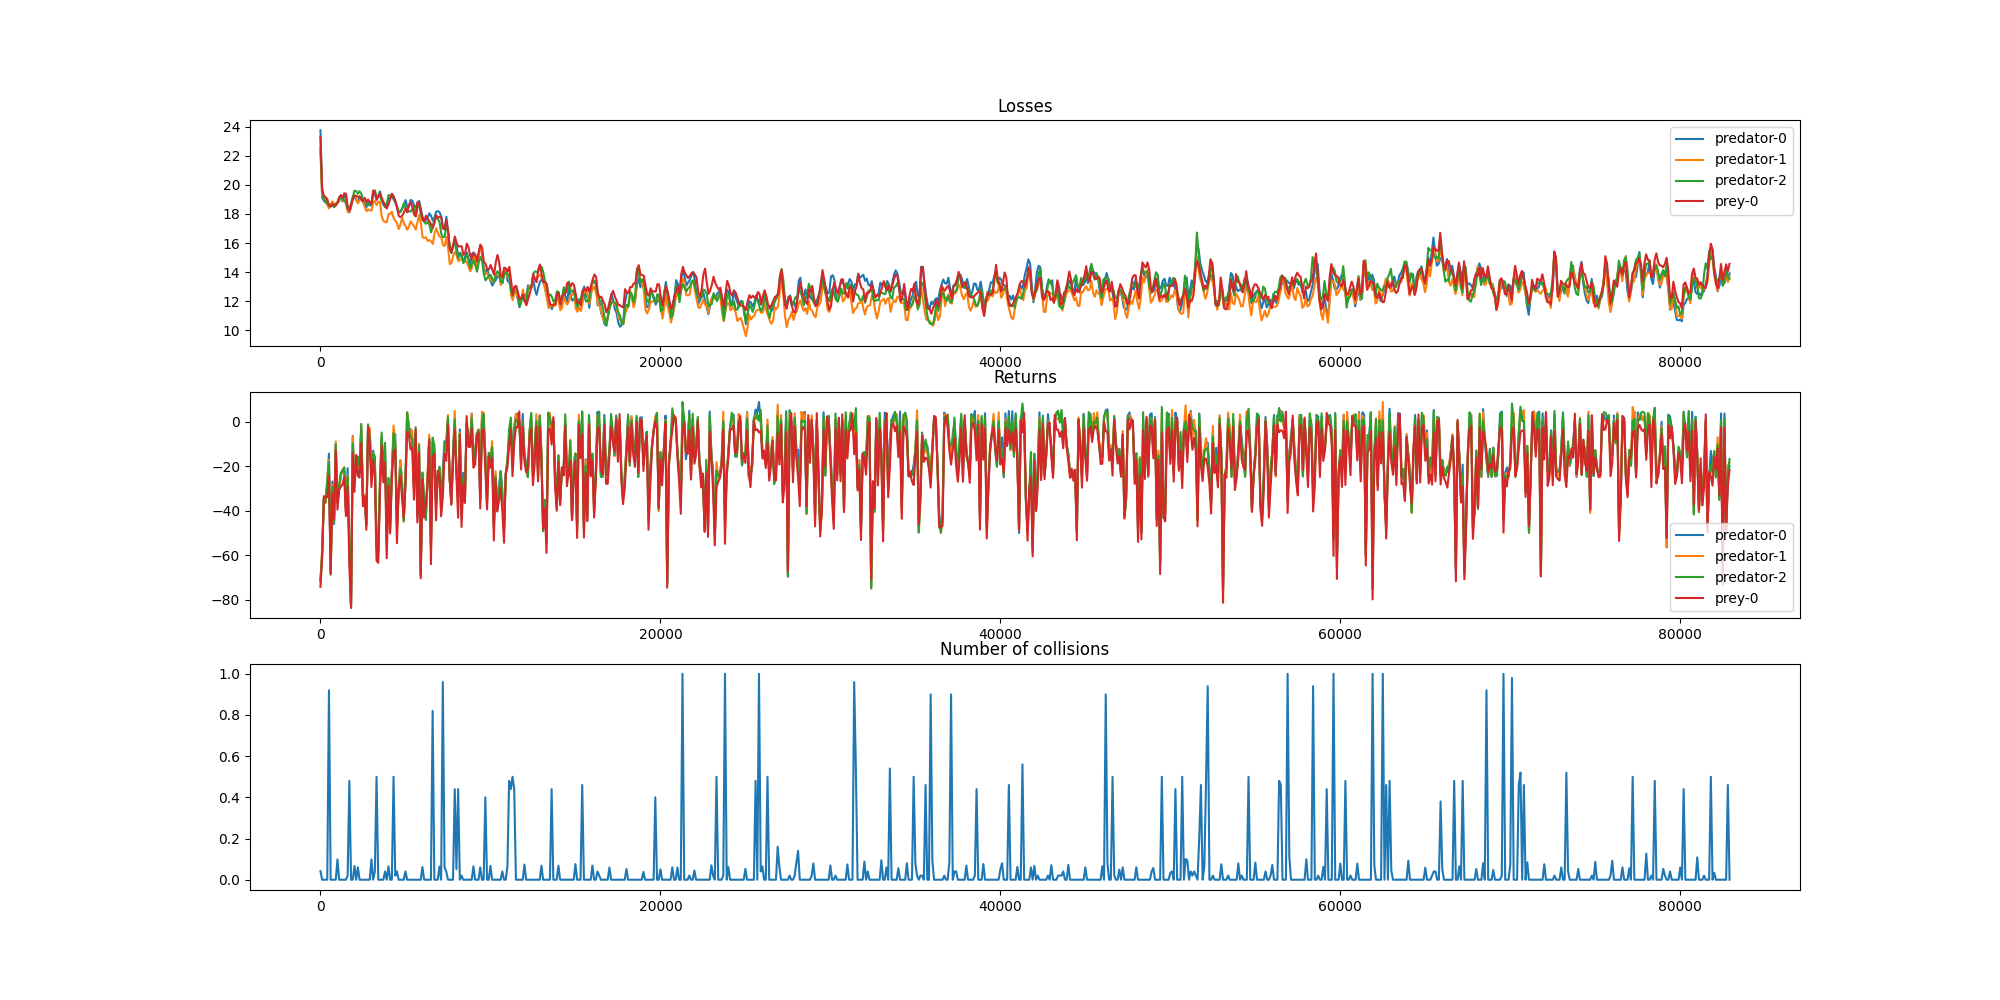 Losses
24
22
20
18
16
14
12
10
predator-0
predator-1
predator-2
prey-0
0 20000 40000 60000 80000
Returns
0
−20
−40
−60
−80
predator-0
predator-1
predator-2
prey-0
0 20000 40000 60000 80000
Number of collisions
1.0
0.8
0.6
0.4
0.2
0.0
0 20000 40000 60000 80000